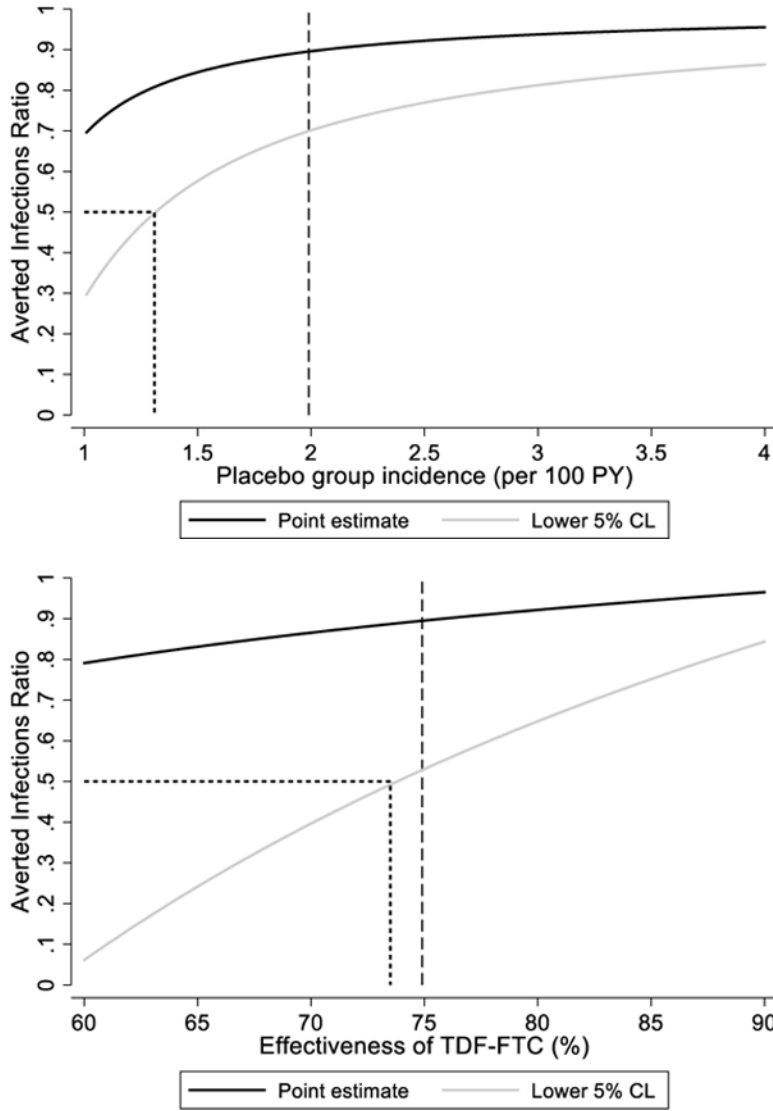 1
.9
.8
.7
.6
.5
.4
.3
.2
.1
0
Averted Infections Ratio
1 1.5 2 2.5 3 3.5 4
Placebo group incidence (per 100 PY)
Point estimate Lower 5% CL
1
.9
.8
.7
.6
.5
.4
.3
.2
.1
0
Averted Infections Ratio
60 65 70 75 80 85 90
Effectiveness of TDF-FTC (%)
Point estimate Lower 5% CL